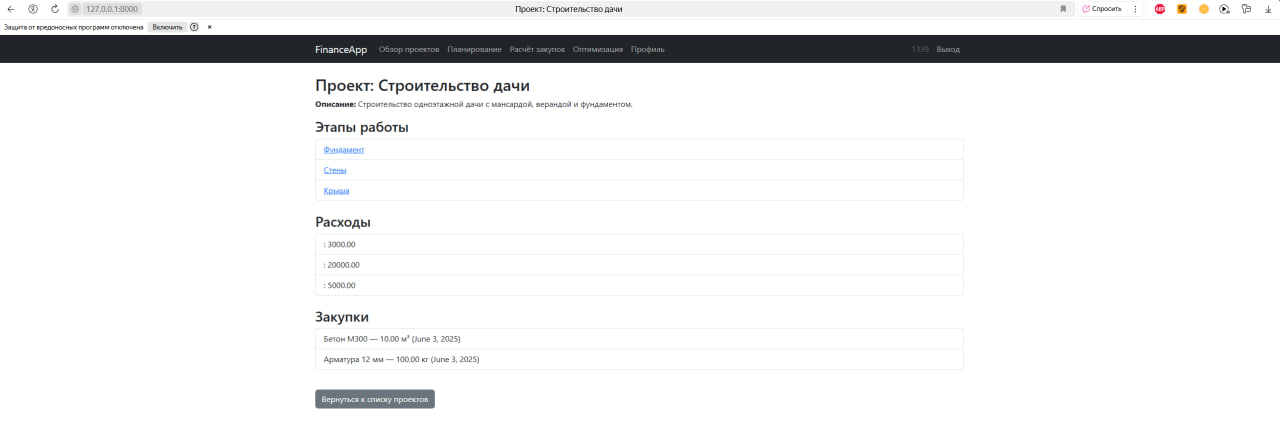 127.0.0.1:8000 Проект: Строительство дачи Спросить ABP
Защита от вредоносных программ отключена Включить ? ×
FinanceApp Обзор проектов Планирование Расчёт закупок Оптимизация Профиль 1339 Выход
Проект: Строительство дачи
Описание: Строительство одноэтажной дачи с мансардой, верандой и фундаментом.
Этапы работы
Фундамент
Стены
Крыша
Расходы
: 3000.00
: 20000.00
: 5000.00
Закупки
Бетон М300 — 10.00 м³ (June 3, 2025)
Арматура 12 мм — 100.00 кг (June 3, 2025)
Вернуться к списку проектов